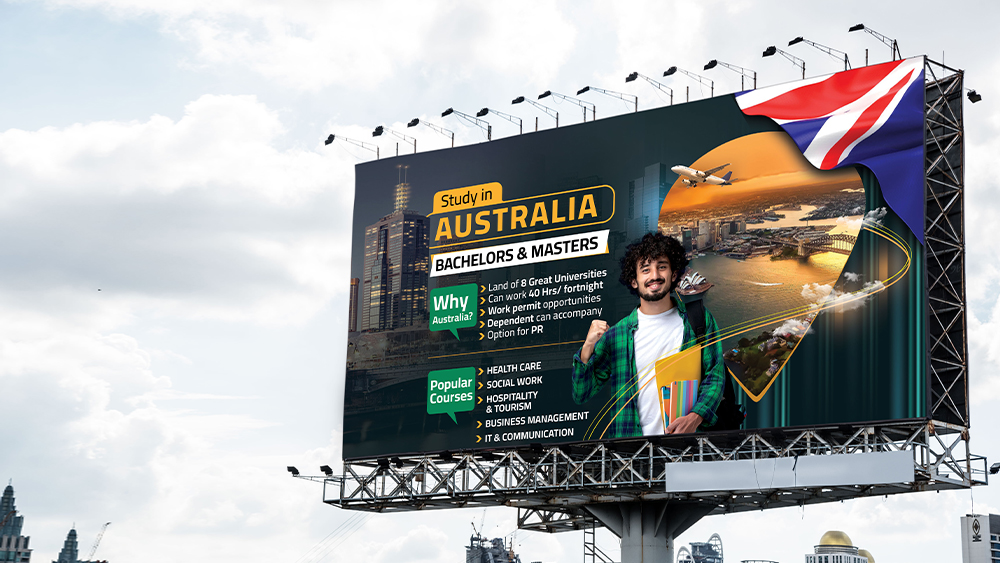 Study in
AUSTRALIA
BACHELORS & MASTERS
Why
Australia?
Land of 8 Great Universities
Can work 40 Hrs/ fortnight
Work permit opportunities
Dependent can accompany
Option for PR
Popular
Courses
HEALTH CARE
SOCIAL WORK
HOSPITALITY
& TOURISM
BUSINESS MANAGEMENT
IT & COMMUNICATION